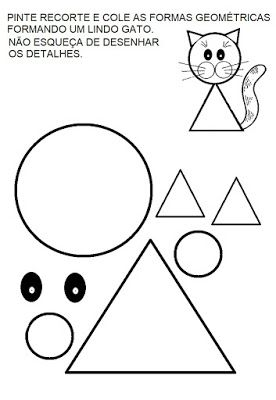 PINTE RECORTE E COLE AS FORMAS GEOMÉTRICAS
FORMANDO UM LINDO GATO.
NÃO ESQUEÇA DE DESENHAR
OS DETALHES.